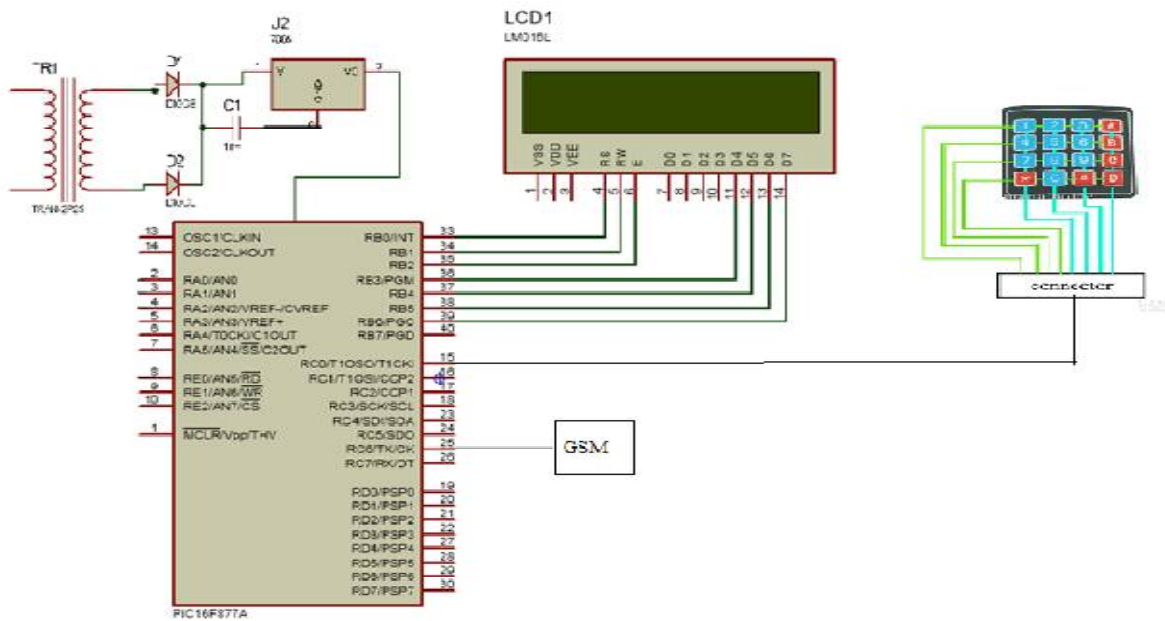 LCD1
LM016L
J2
TR1
C1
D2
VSS
VDD
VEE
RS
RW
E
D0
D1
D2
D3
D4
D5
D6
D7
1
2
3
4
5
6
7
8
9
10
11
12
13
14
1
4
5
6
7
B
D
connector
13 OSC1/CLKIN
14 OSC2/CLKOUT
2 RA0/AN0
3 RA1/AN1
4 RA2/AN2/VREF-/CVREF
5 RA3/AN3/VREF+
6 RA4/T0CKI/C1OUT
7 RA5/AN4/SS/C2OUT
8 RE0/AN5/RD
9 RE1/AN6/WR
10 RE2/AN7/CS
1 MCLR/Vpp/THV
RB0/INT 33
RB1 34
RB2 35
RB3/PGM 36
RB4 37
RB5 38
RB6/PGC 39
RB7/PGD 40
RC0/T1OSO/T1CKI 15
RC1/T1OSI/CCP2 16
RC2/CCP1 17
RC3/SCK/SCL 18
RC4/SDI/SDA 23
RC5/SDO 24
RC6/TX/CK 25
RC7/RX/DT 26
RD0/PSP0 19
RD1/PSP1 20
RD2/PSP2 21
RD3/PSP3 22
RD4/PSP4 27
RD5/PSP5 28
RD6/PSP6 29
RD7/PSP7 30
GSM
PIC16F877A